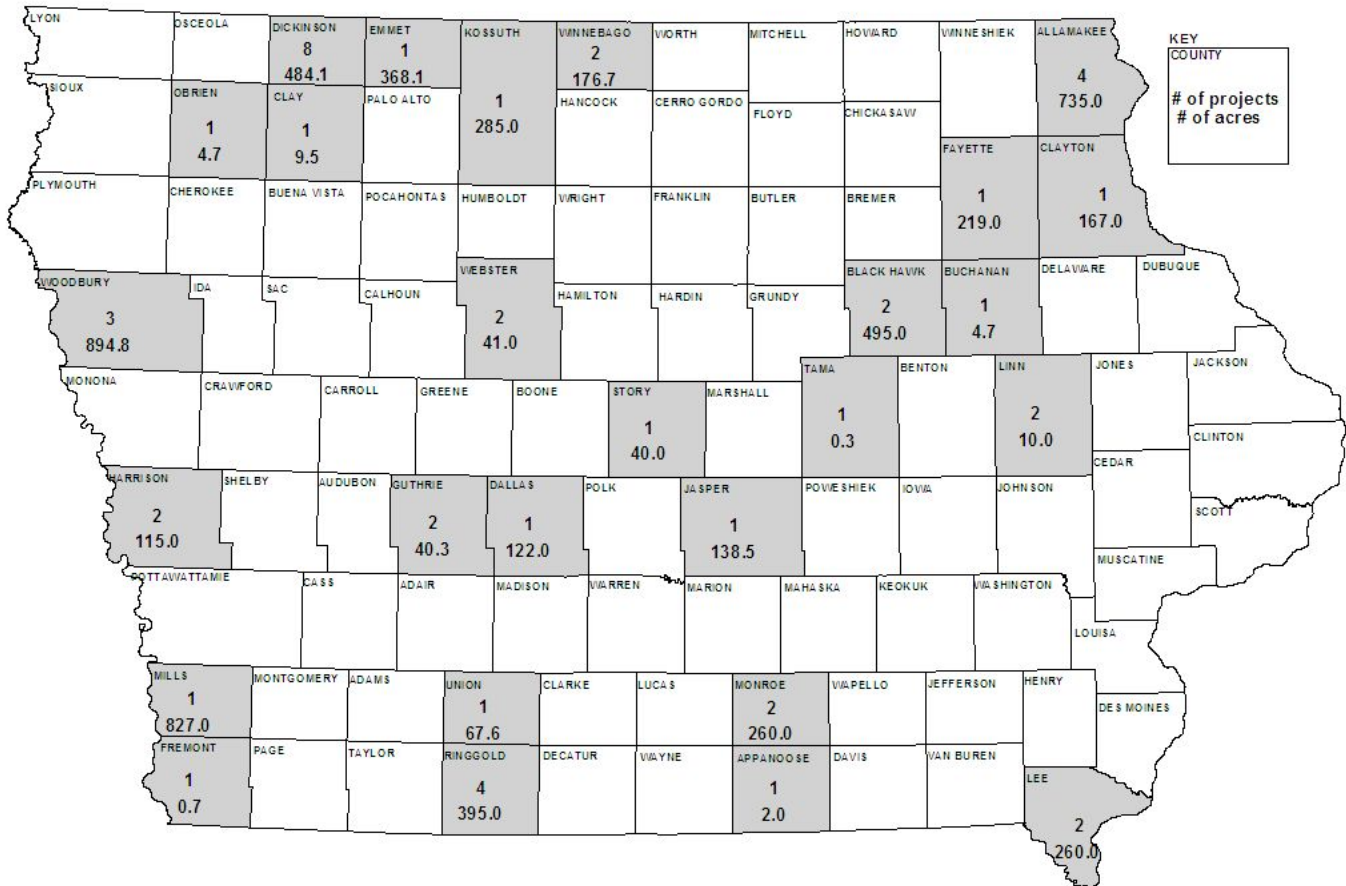 LYON
OSCEOLA
DICKINSON
8
484.1
EMMET
1
368.1
KOSSUTH
1
285.0
WINNEBAGO
2
176.7
WORTH
MITCHELL
HOWARD
WINNESHIEK
ALLAMAKEE
4
735.0
KEY
COUNTY
# of projects
# of acres
SIOUX
OBRIEN
1
4.7
CLAY
1
9.5
PALO ALTO
HANCOCK
CERRO GORDO
FLOYD
CHICKASAW
FAYETTE
1
219.0
CLAYTON
1
167.0
PLYMOUTH
CHEROKEE
BUENA VISTA
POCAHONTAS
HUMBOLDT
WRIGHT
FRANKLIN
BUTLER
BREMER
WOODBURY
3
894.8
IDA
SAC
CALHOUN
WEBSTER
2
41.0
HAMILTON
HARDIN
GRUNDY
BLACK HAWK
2
495.0
BUCHANAN
1
4.7
DELAWARE
DUBUQUE
MONONA
CRAWFORD
CARROLL
GREENE
BOONE
STORY
1
40.0
MARSHALL
TAMA
1
0.3
BENTON
LINN
2
10.0
JONES
JACKSON
CLINTON
CEDAR
HARRISON
2
115.0
SHELBY
AUDUBON
GUTHRIE
2
40.3
DALLAS
1
122.0
POLK
JASPER
1
138.5
POWESHIEK
IOWA
JOHNSON
SCOTT
MUSCATINE
POTTAWATTAMIE
CASS
ADAIR
MADISON
WARREN
MARION
MAHASKA
KEOKUK
WASHINGTON
LOUISA
MILLS
1
827.0
MONTGOMERY
ADAMS
UNION
1
67.6
CLARKE
LUCAS
MONROE
2
260.0
WAPELLO
JEFFERSON
HENRY
DES MOINES
FREMONT
1
0.7
PAGE
TAYLOR
RINGGOLD
4
395.0
DECATUR
WAYNE
APPANOOSE
1
2.0
DAVIS
VAN BUREN
LEE
2
260.0